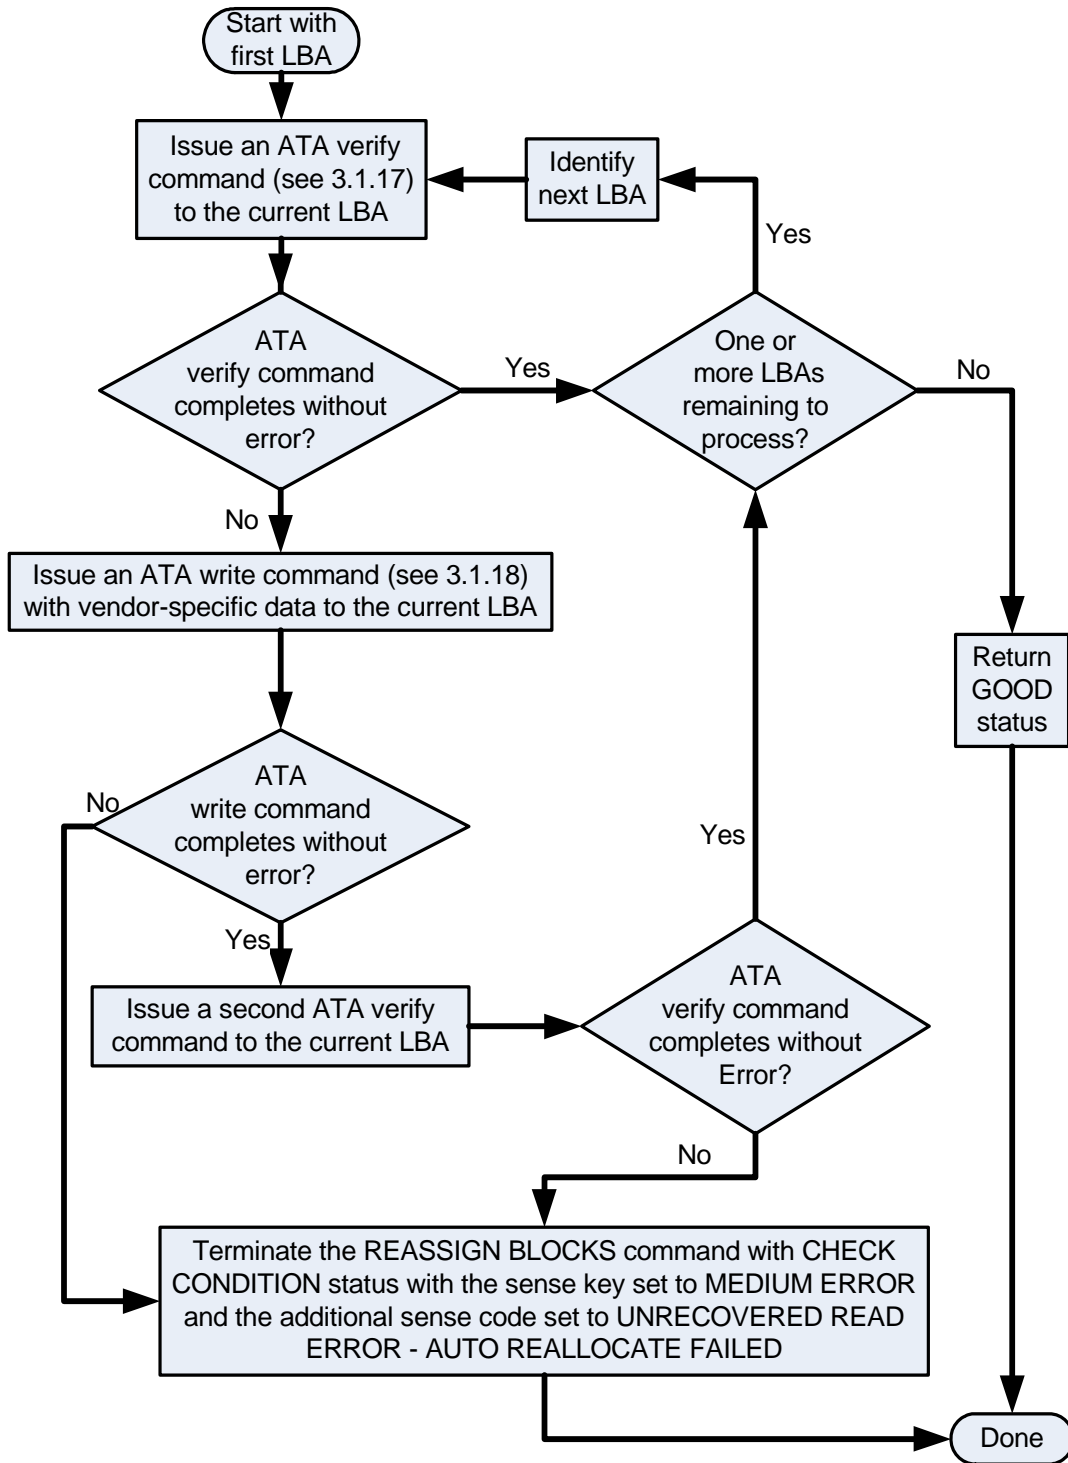 Start with
first LBA
Issue an ATA verify
command (see 3.1.17)
to the current LBA
Identify
next LBA
Yes
ATA
verify command
completes without
error?
Yes
One or
more LBAs
remaining to
process?
No
No
Issue an ATA write command (see 3.1.18)
with vendor-specific data to the current LBA
Return
GOOD
status
ATA
write command
completes without
error?
No
Yes
Yes
Issue a second ATA verify
command to the current LBA
ATA
verify command
completes without
Error?
No
Terminate the REASSIGN BLOCKS command with CHECK
CONDITION status with the sense key set to MEDIUM ERROR
and the additional sense code set to UNRECOVERED READ
ERROR - AUTO REALLOCATE FAILED
Done